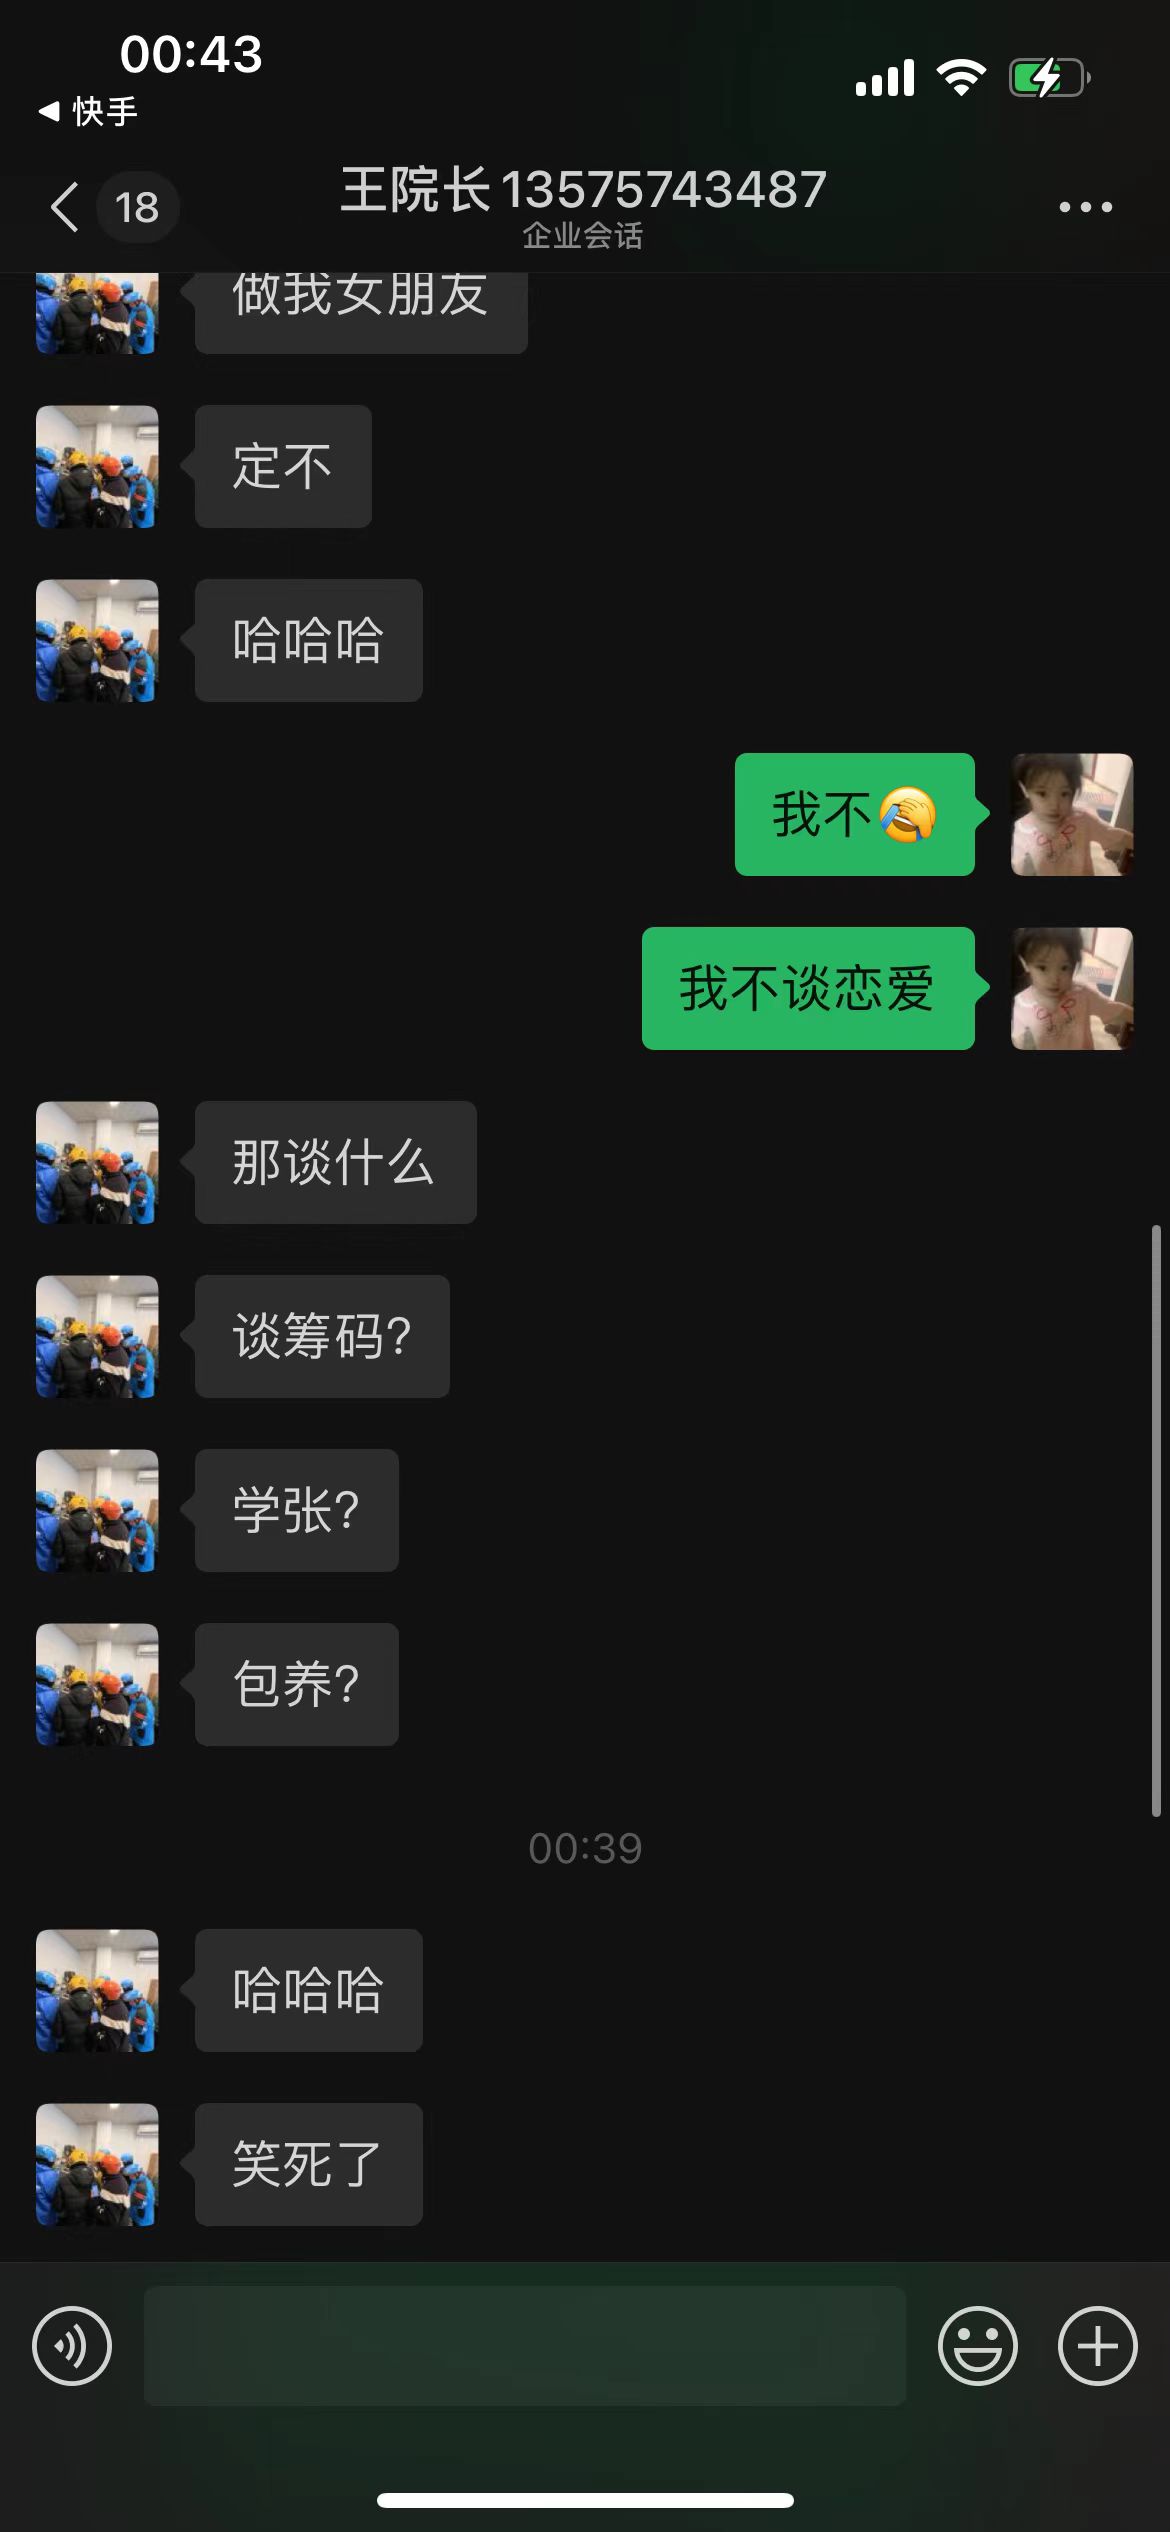 00:43
快手
18
王院长13575743487
企业会话
做我女朋友
定不
哈哈哈
我不🤣
我不谈恋爱
那谈什么
谈筹码?
学张?
包养?
00:39
哈哈哈
笑死了